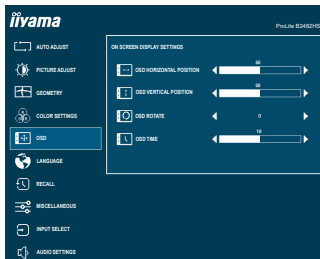 iiyama
ProLite B2482HS
AUTO ADJUST
ON SCREEN DISPLAY SETTINGS
PICTURE ADJUST
OSD HORIZONTAL POSITION
50
GEOMETRY
OSD VERTICAL POSITION
50
COLOR SETTINGS
OSD ROTATE
0
OSD
OSD TIME
10
LANGUAGE
RECALL
MISCELLANEOUS
INPUT SELECT
AUDIO SETTINGS